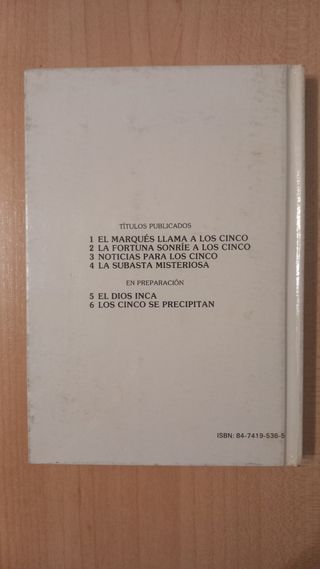 TÍTULOS PUBLICADOS
1 EL MARQUÉS LLAMA A LOS CINCO
2 LA FORTUNA SONRÍE A LOS CINCO
3 NOTICIAS PARA LOS CINCO
4 LA SUBASTA MISTERIOSA
EN PREPARACIÓN
5 EL DIOS INCA
6 LOS CINCO SE PRECIPITAN
ISBN: 84-7419-536-5